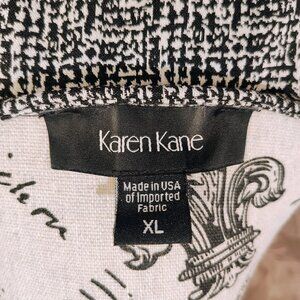 Karen Kane
Made in USA
of Imported
Fabric
XL